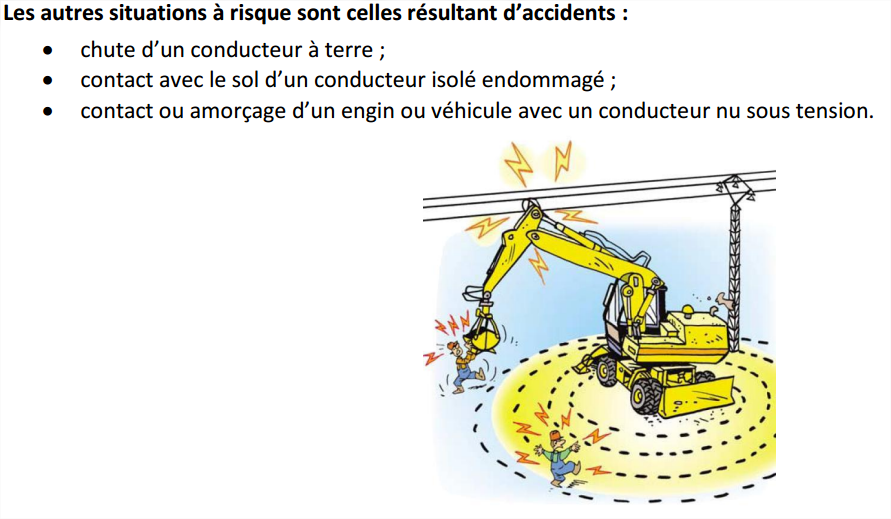 Les autres situations à risque sont celles résultant d’accidents :
• chute d’un conducteur à terre ;
• contact avec le sol d’un conducteur isolé endommagé ;
• contact ou amorçage d’un engin ou véhicule avec un conducteur nu sous tension.